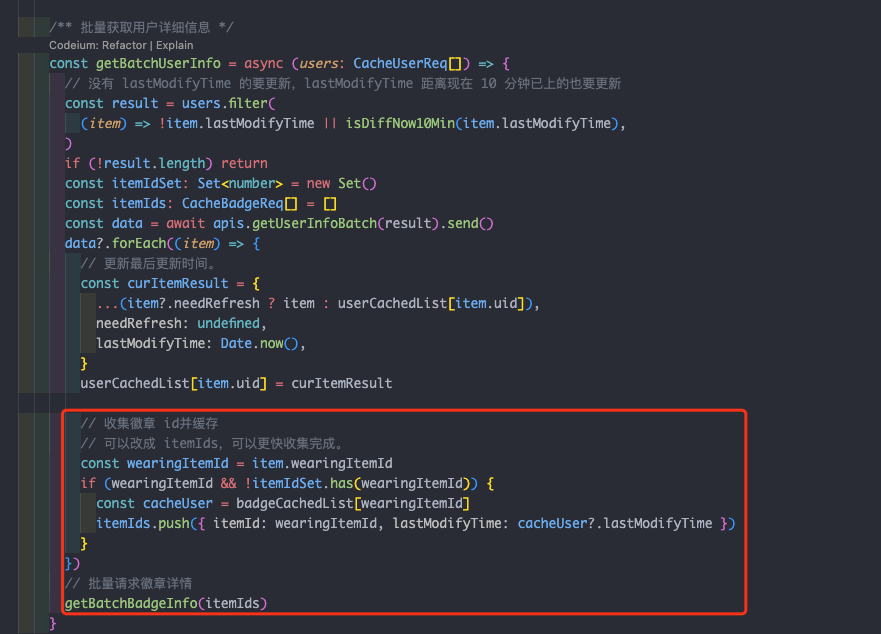 /** 批量获取用户详细信息 */
Codeium: Refactor | Explain
const getBatchUserInfo = async (users: CacheUserReq[]) => {
// 没有 lastModifyTime 的要更新，lastModifyTime 距离现在 10 分钟已上的也要更新
const result = users.filter(
(item) => !item.lastModifyTime || isDiffNow10Min(item.lastModifyTime),
)
if (!result.length) return
const itemIdSet: Set<number> = new Set()
const itemIds: CacheBadgeReq[] = []
const data = await apis.getUserInfoBatch(result).send()
data?.forEach((item) => {
// 更新最后更新时间。
const curItemResult = {
...(item?.needRefresh ? item : userCachedList[item.uid]),
needRefresh: undefined,
lastModifyTime: Date.now(),
}
userCachedList[item.uid] = curItemResult
// 收集徽章 id并缓存
// 可以改成 itemIds，可以更快收集完成。
const wearingItemId = item.wearingItemId
if (wearingItemId && !itemIdSet.has(wearingItemId)) {
const cacheUser = badgeCachedList[wearingItemId]
itemIds.push({ itemId: wearingItemId, lastModifyTime: cacheUser?.lastModifyTime })
}
})
// 批量请求徽章详情
getBatchBadgeInfo(itemIds)
}